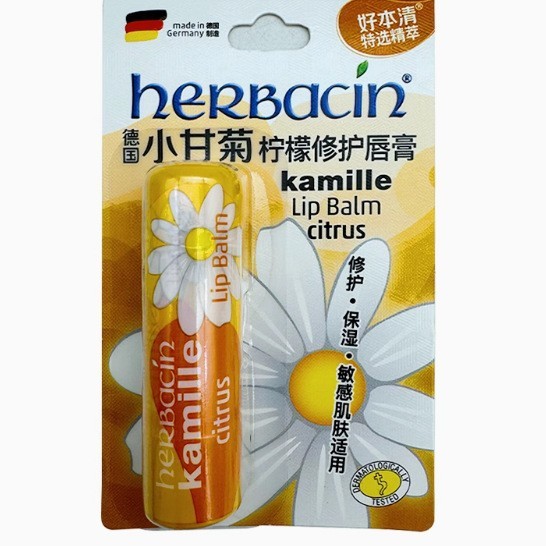 made in 德国
Germany 制造
好本清®
特选精萃
herbacin®
德国
小甘菊 柠檬修护唇膏
kamille
Lip Balm
citrus
修护·保湿·敏感肌肤适用
Lip Balm
herbacin
kamille
citrus
DERMATOLOGICALLY
TESTED